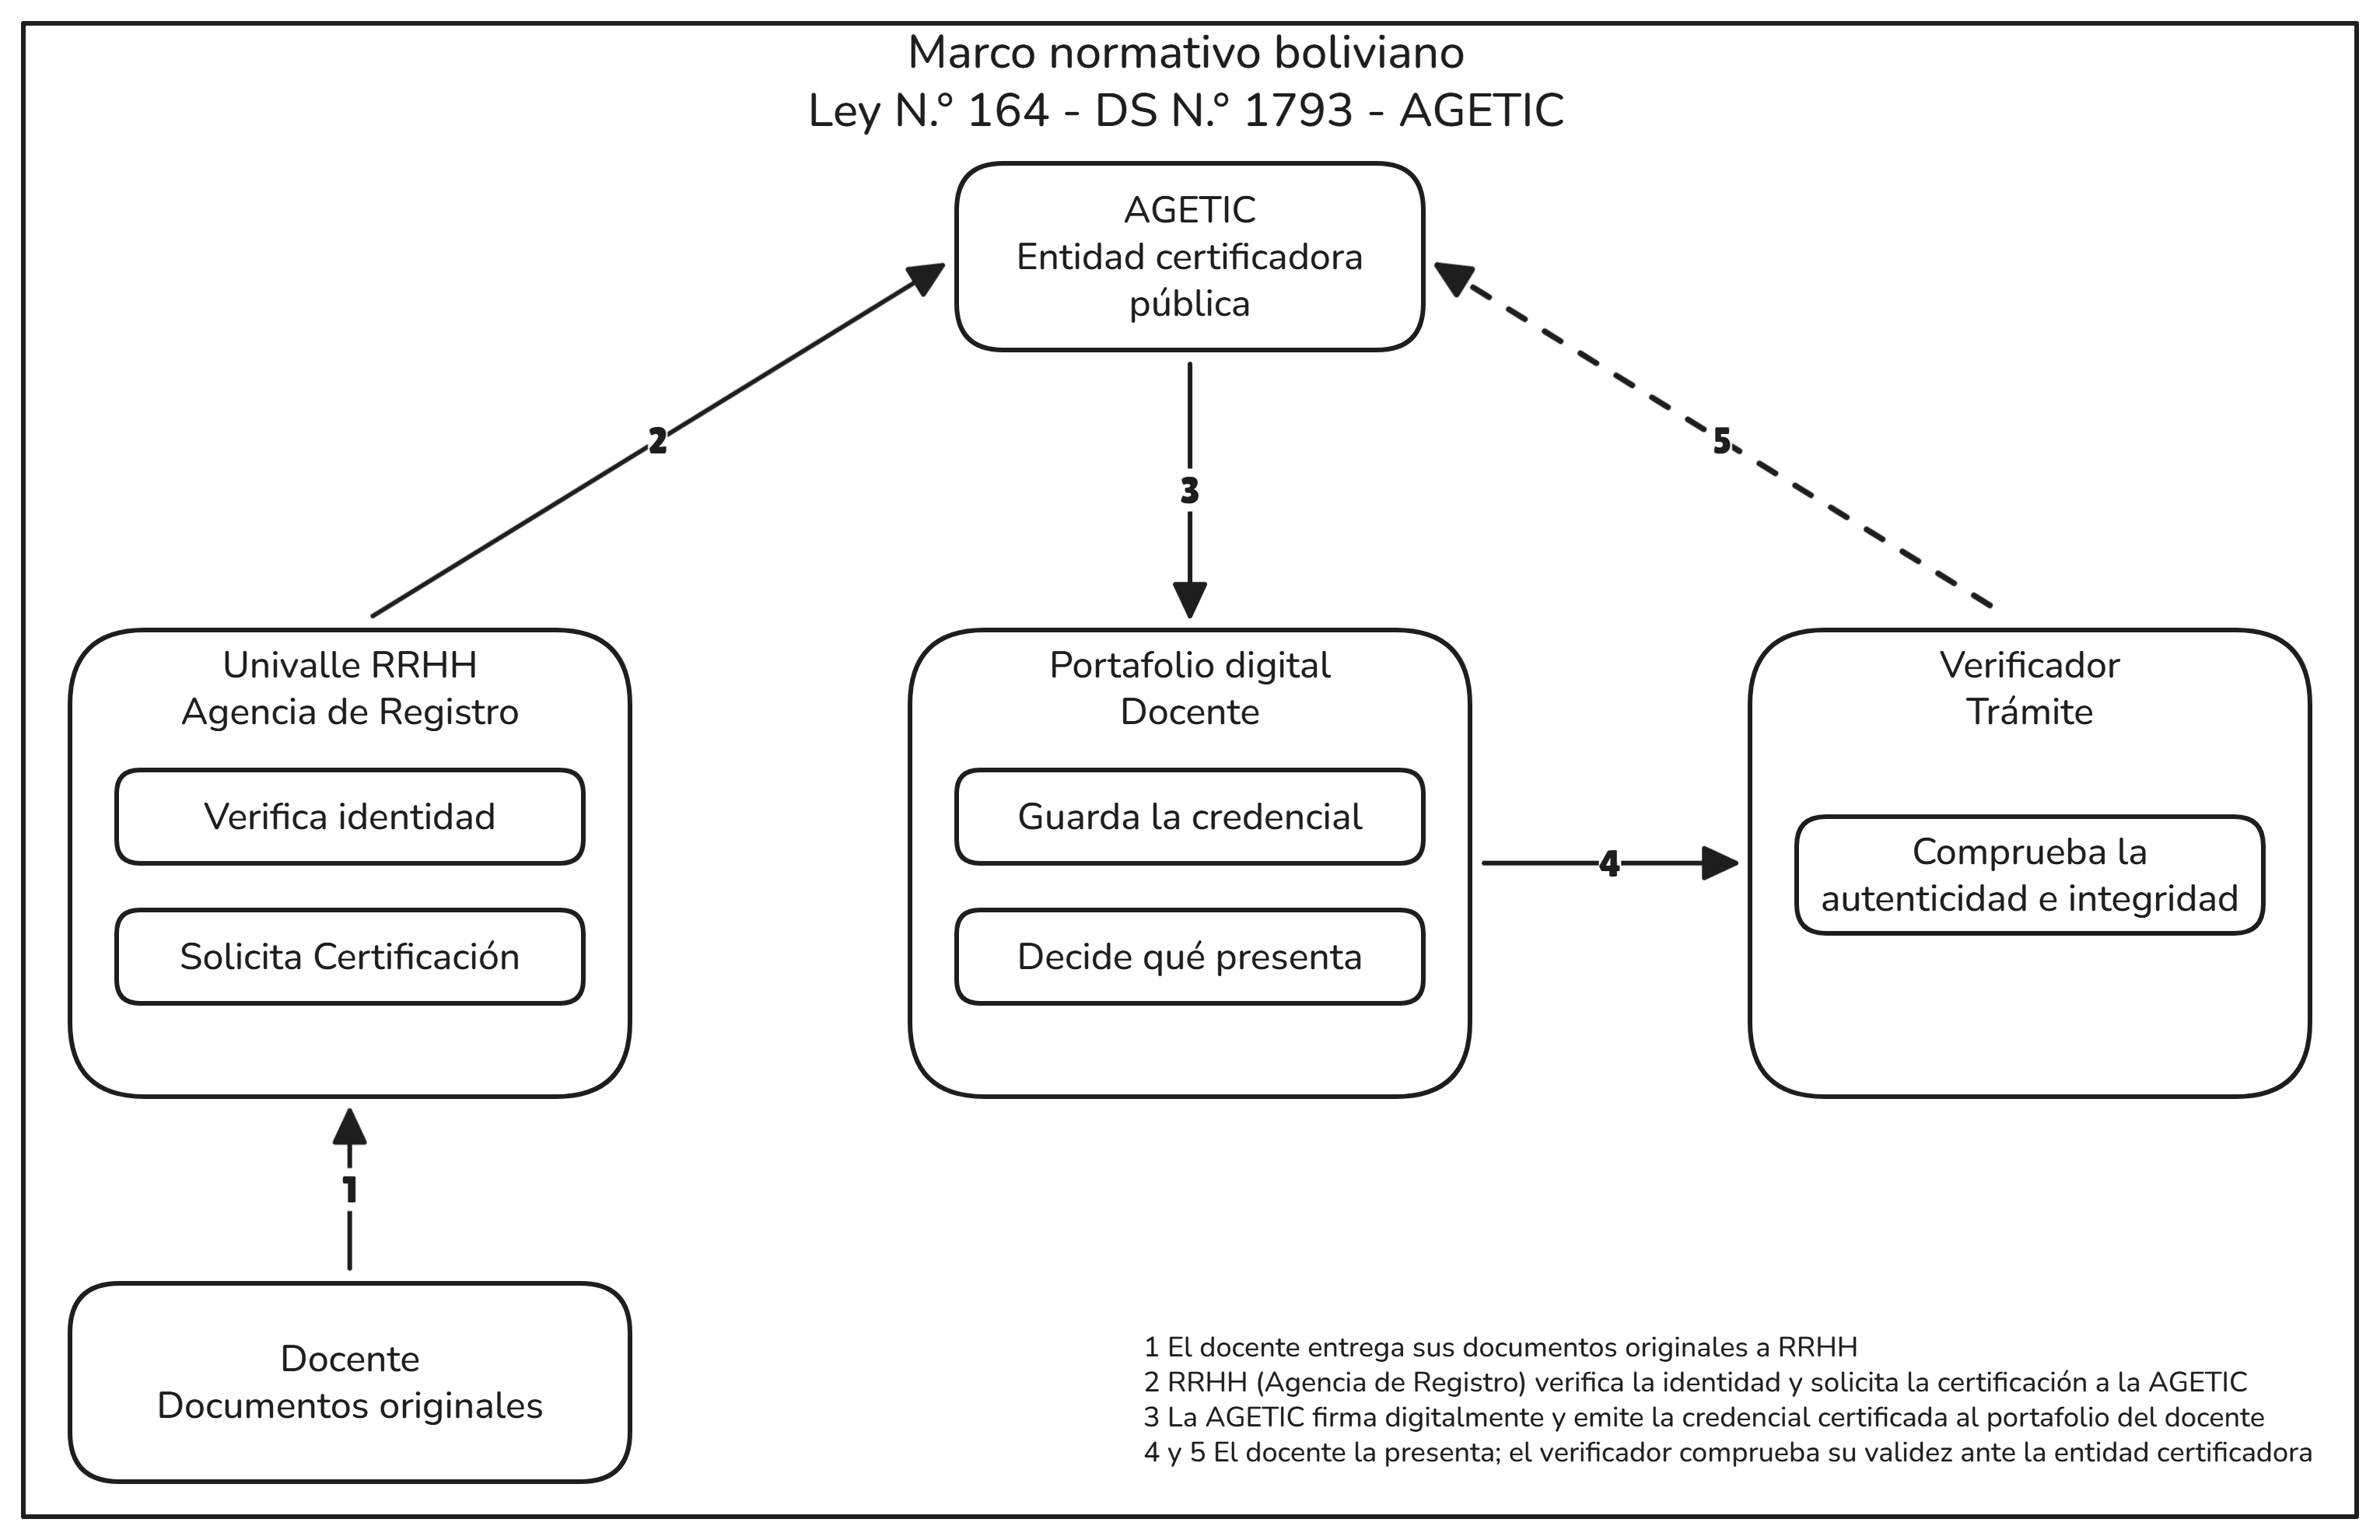 Marco normativo boliviano
Ley N.° 164 - DS N.° 1793 - AGETIC
AGETIC
Entidad certificadora
pública
2
5
3
Univalle RRHH
Agencia de Registro
Verifica identidad
Solicita Certificación
Portafolio digital
Docente
Guarda la credencial
Decide qué presenta
4
Verificador
Trámite
Comprueba la
autenticidad e integridad
1
Docente
Documentos originales
1 El docente entrega sus documentos originales a RRHH
2 RRHH (Agencia de Registro) verifica la identidad y solicita la certificación a la AGETIC
3 La AGETIC firma digitalmente y emite la credencial certificada al portafolio del docente
4 y 5 El docente la presenta; el verificador comprueba su validez ante la entidad certificadora